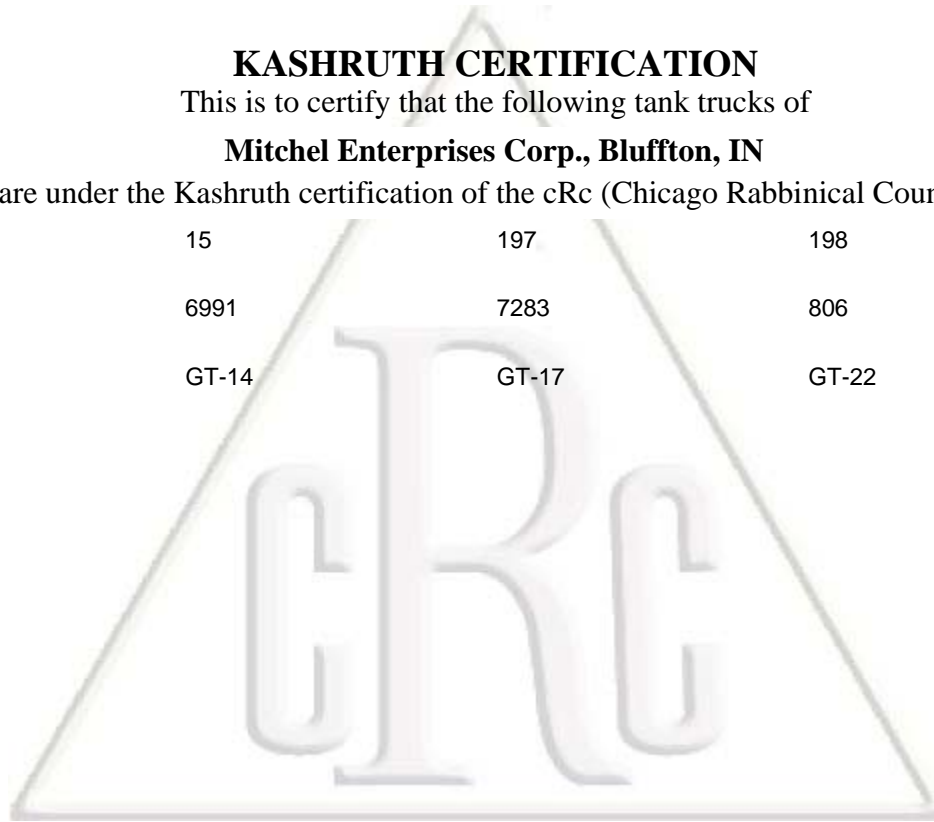 KASHRUTH CERTIFICATION
This is to certify that the following tank trucks of
Mitchel Enterprises Corp., Bluffton, IN
are under the Kashruth certification of the cRc (Chicago Rabbinical Coun
15 197 198
6991 7283 806
GT-14 GT-17 GT-22
cRc